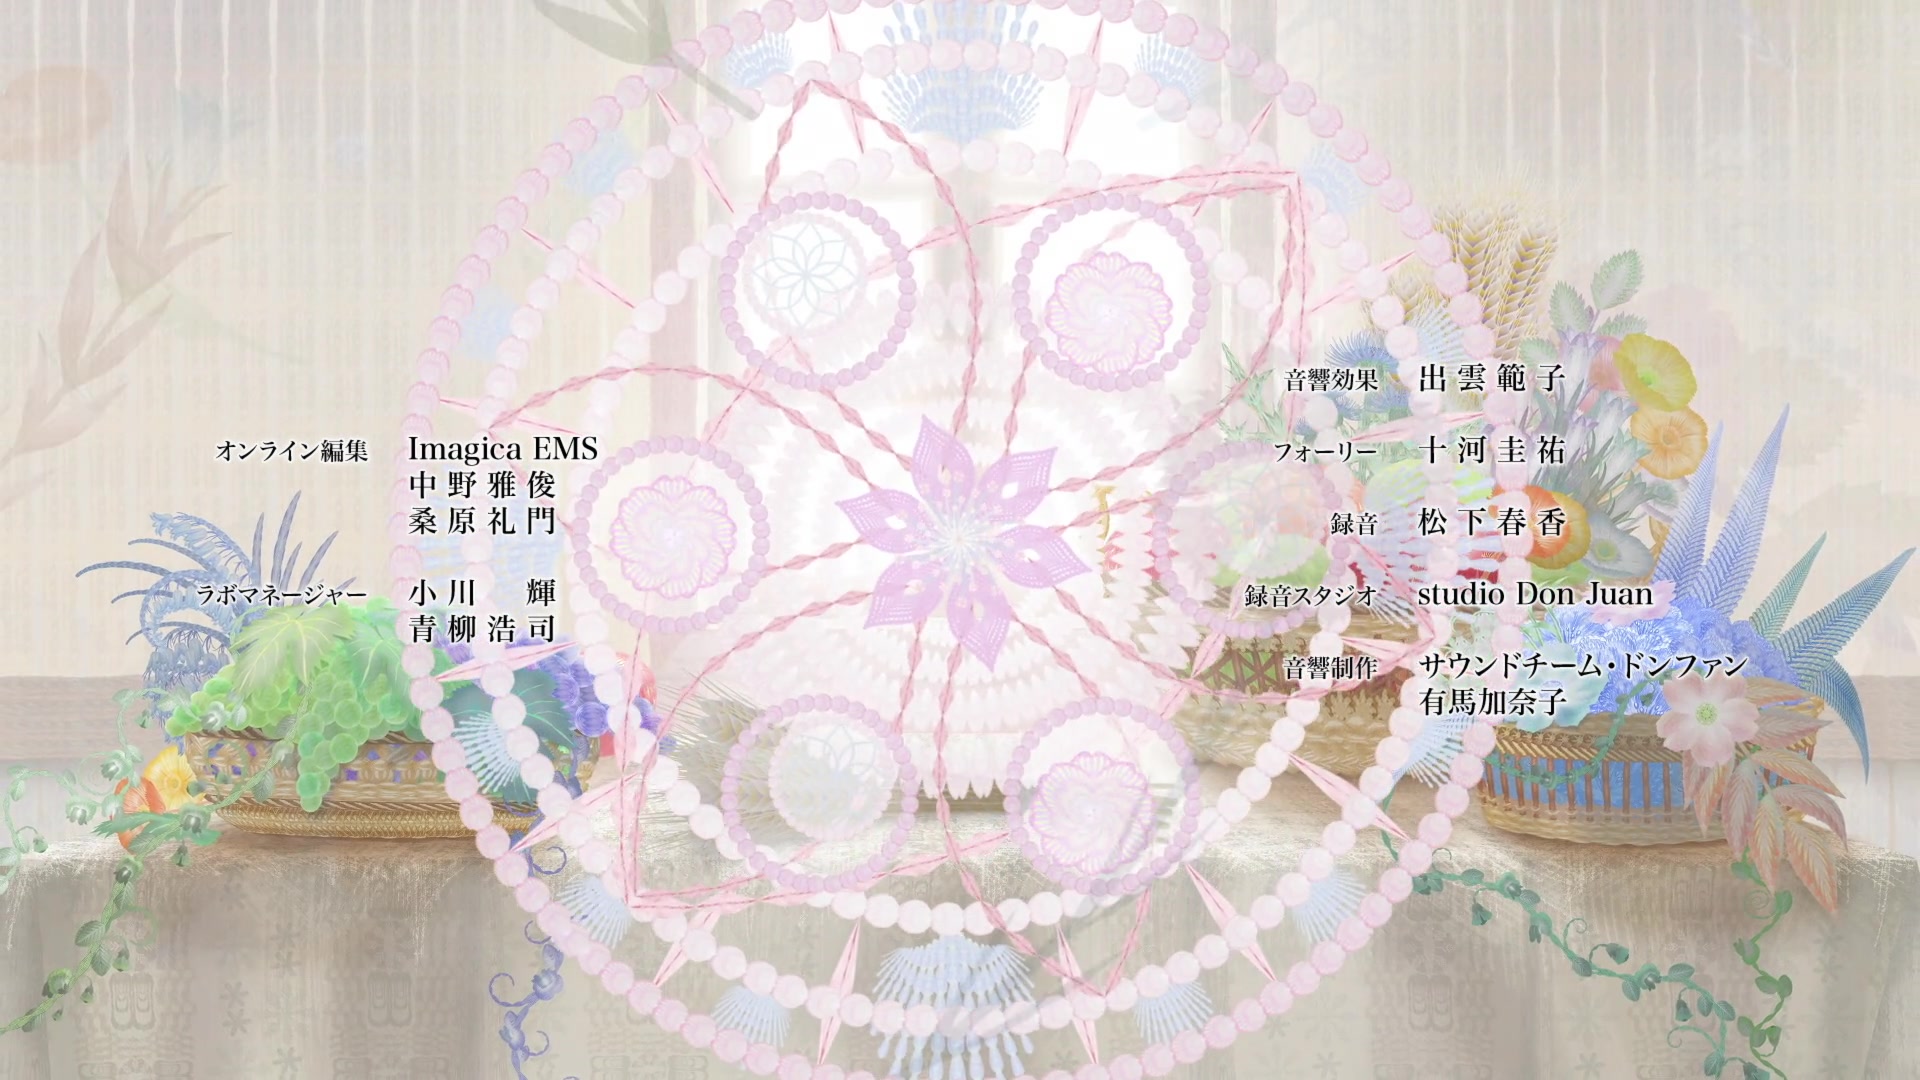 オンライン編集 Imagica EMS
中野雅俊
桑原礼門
ラボマネージャー 小川 輝
青柳浩司
音響効果 出雲範子
フォーリー 十河圭祐
録音 松下春香
録音スタジオ studio Don Juan
音響制作 サウンドチーム・ドンファン
有馬加奈子